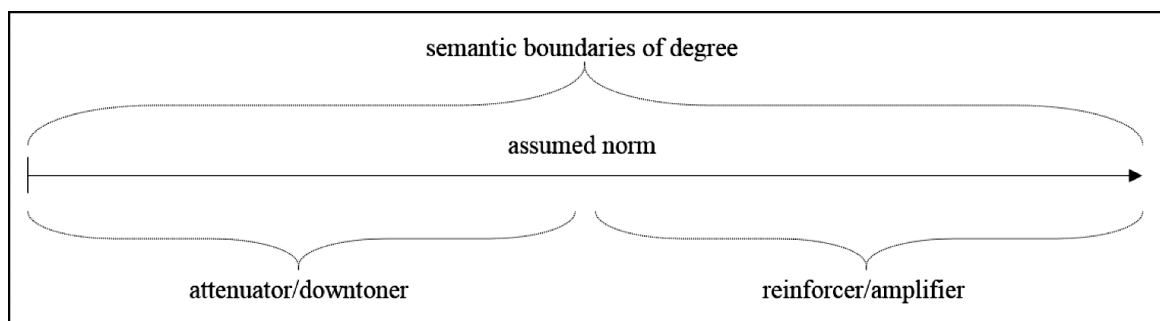 semantic boundaries of degree
assumed norm
attenuator/downtoner
reinforcer/amplifier